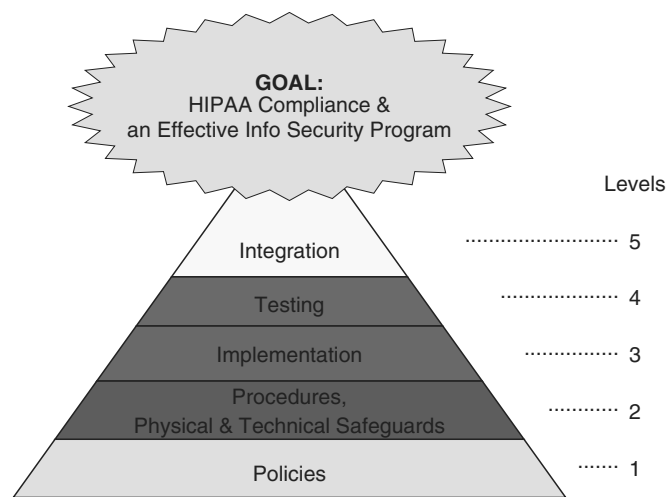 GOAL:
HIPAA Compliance &
an Effective Info Security Program
Levels
Integration
5
Testing
4
Implementation
3
Procedures,
Physical & Technical Safeguards
2
Policies
1